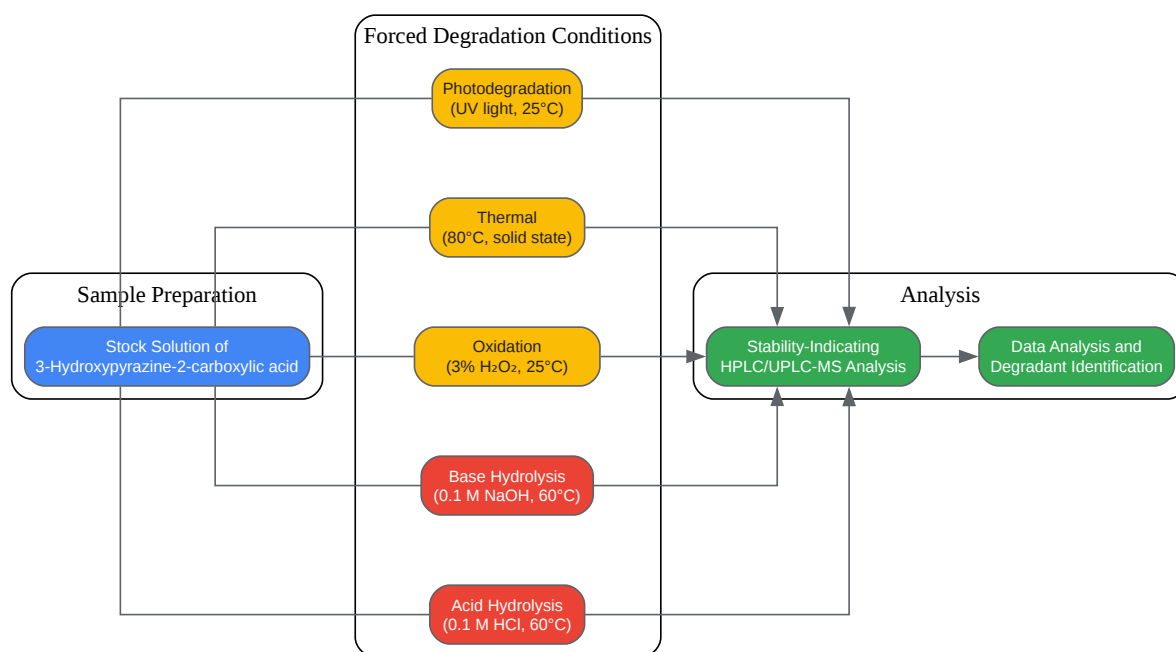 Forced Degradation Conditions
Photodegradation
(UV light, 25°C)
Thermal
(80°C, solid state)
Sample Preparation
Stock Solution of
3-Hydroxypyrazine-2-carboxylic acid
Oxidation
(3% H₂O₂, 25°C)
Base Hydrolysis
(0.1 M NaOH, 60°C)
Acid Hydrolysis
(0.1 M HCl, 60°C)
Analysis
Stability-Indicating
HPLC/UPLC-MS Analysis
Data Analysis and
Degradant Identification